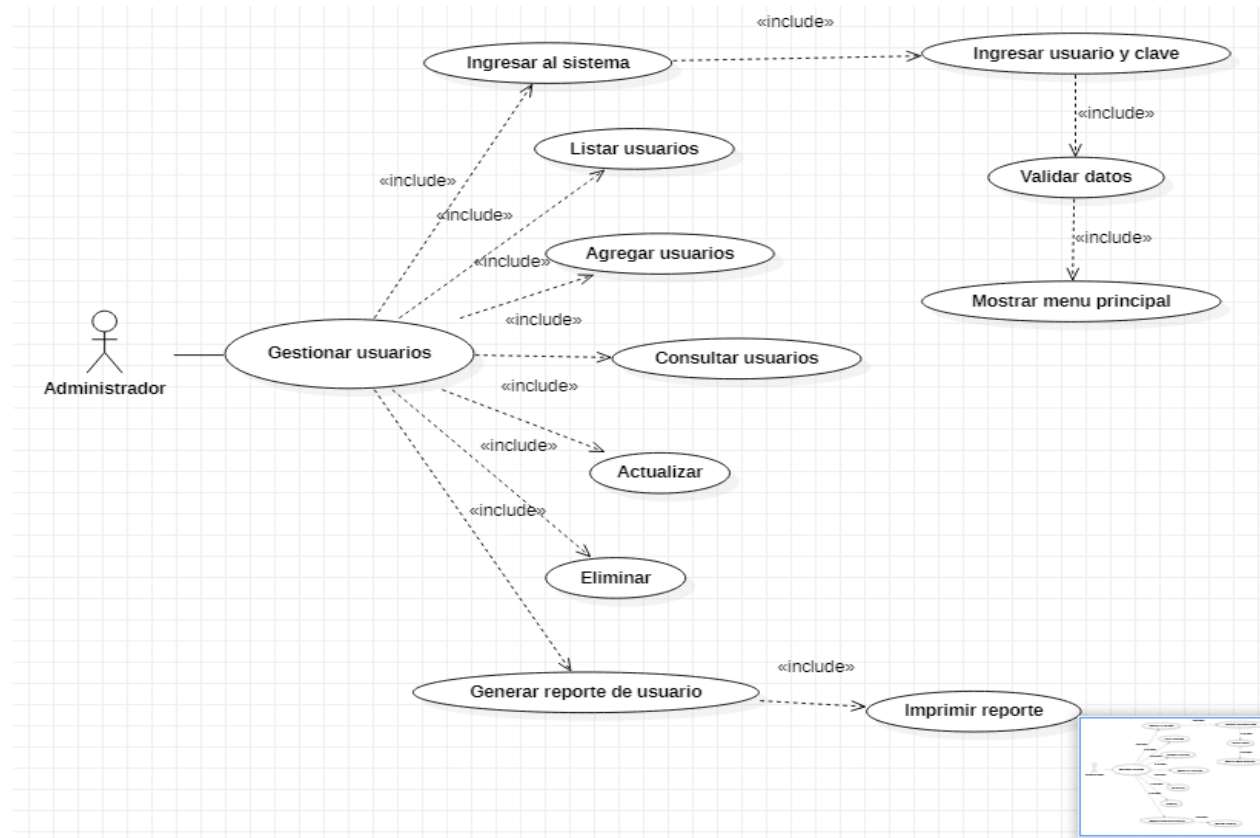 «include»
Ingresar al sistema
Ingresar usuario y clave
«include»
Listar usuarios
Validar datos
«include»
«include»
«include»
Agregar usuarios
«include»
Mostrar menu principal
«include»
Gestionar usuarios
Consultar usuarios
Administrador
«include»
«include»
Actualizar
«include»
Eliminar
«include»
Generar reporte de usuario
Imprimir reporte